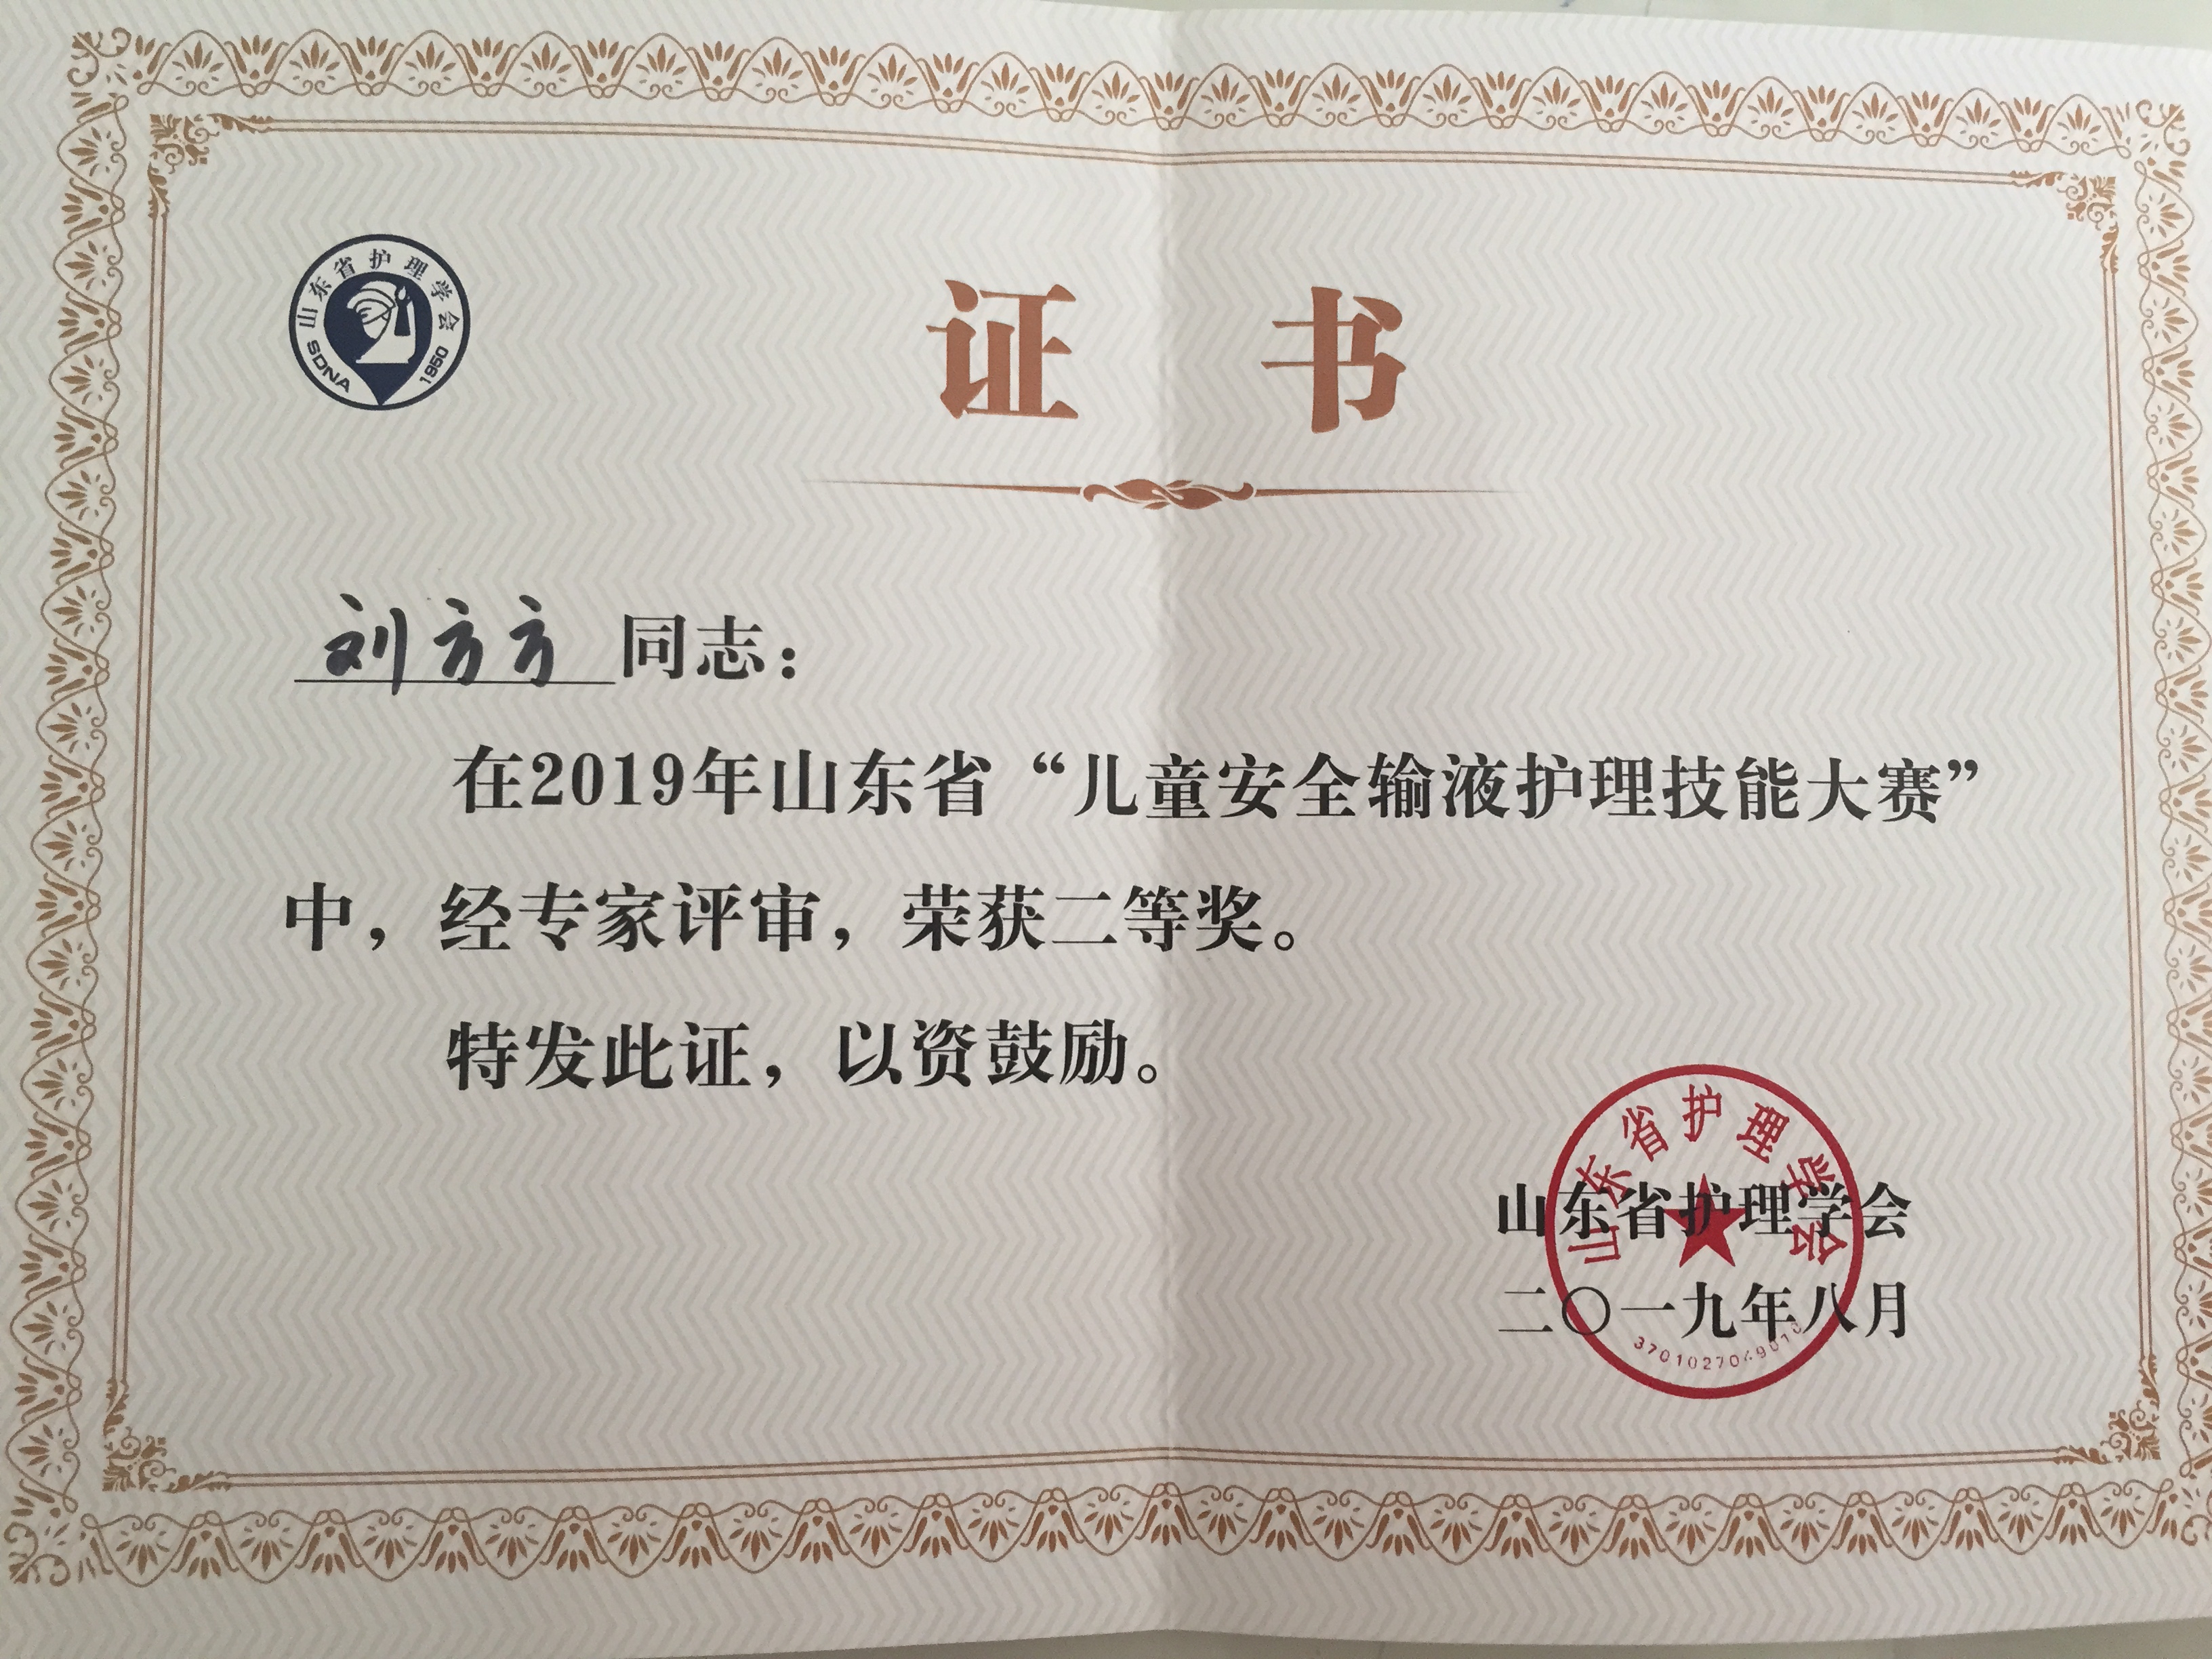 山东省护理学会
SDNA 1950
证书
刘方方同志：
在2019年山东省“儿童安全输液护理技能大赛”
中，经专家评审，荣获二等奖。
特发此证，以资鼓励。
山东省护理学会
山东省护理学会
二〇一九年八月